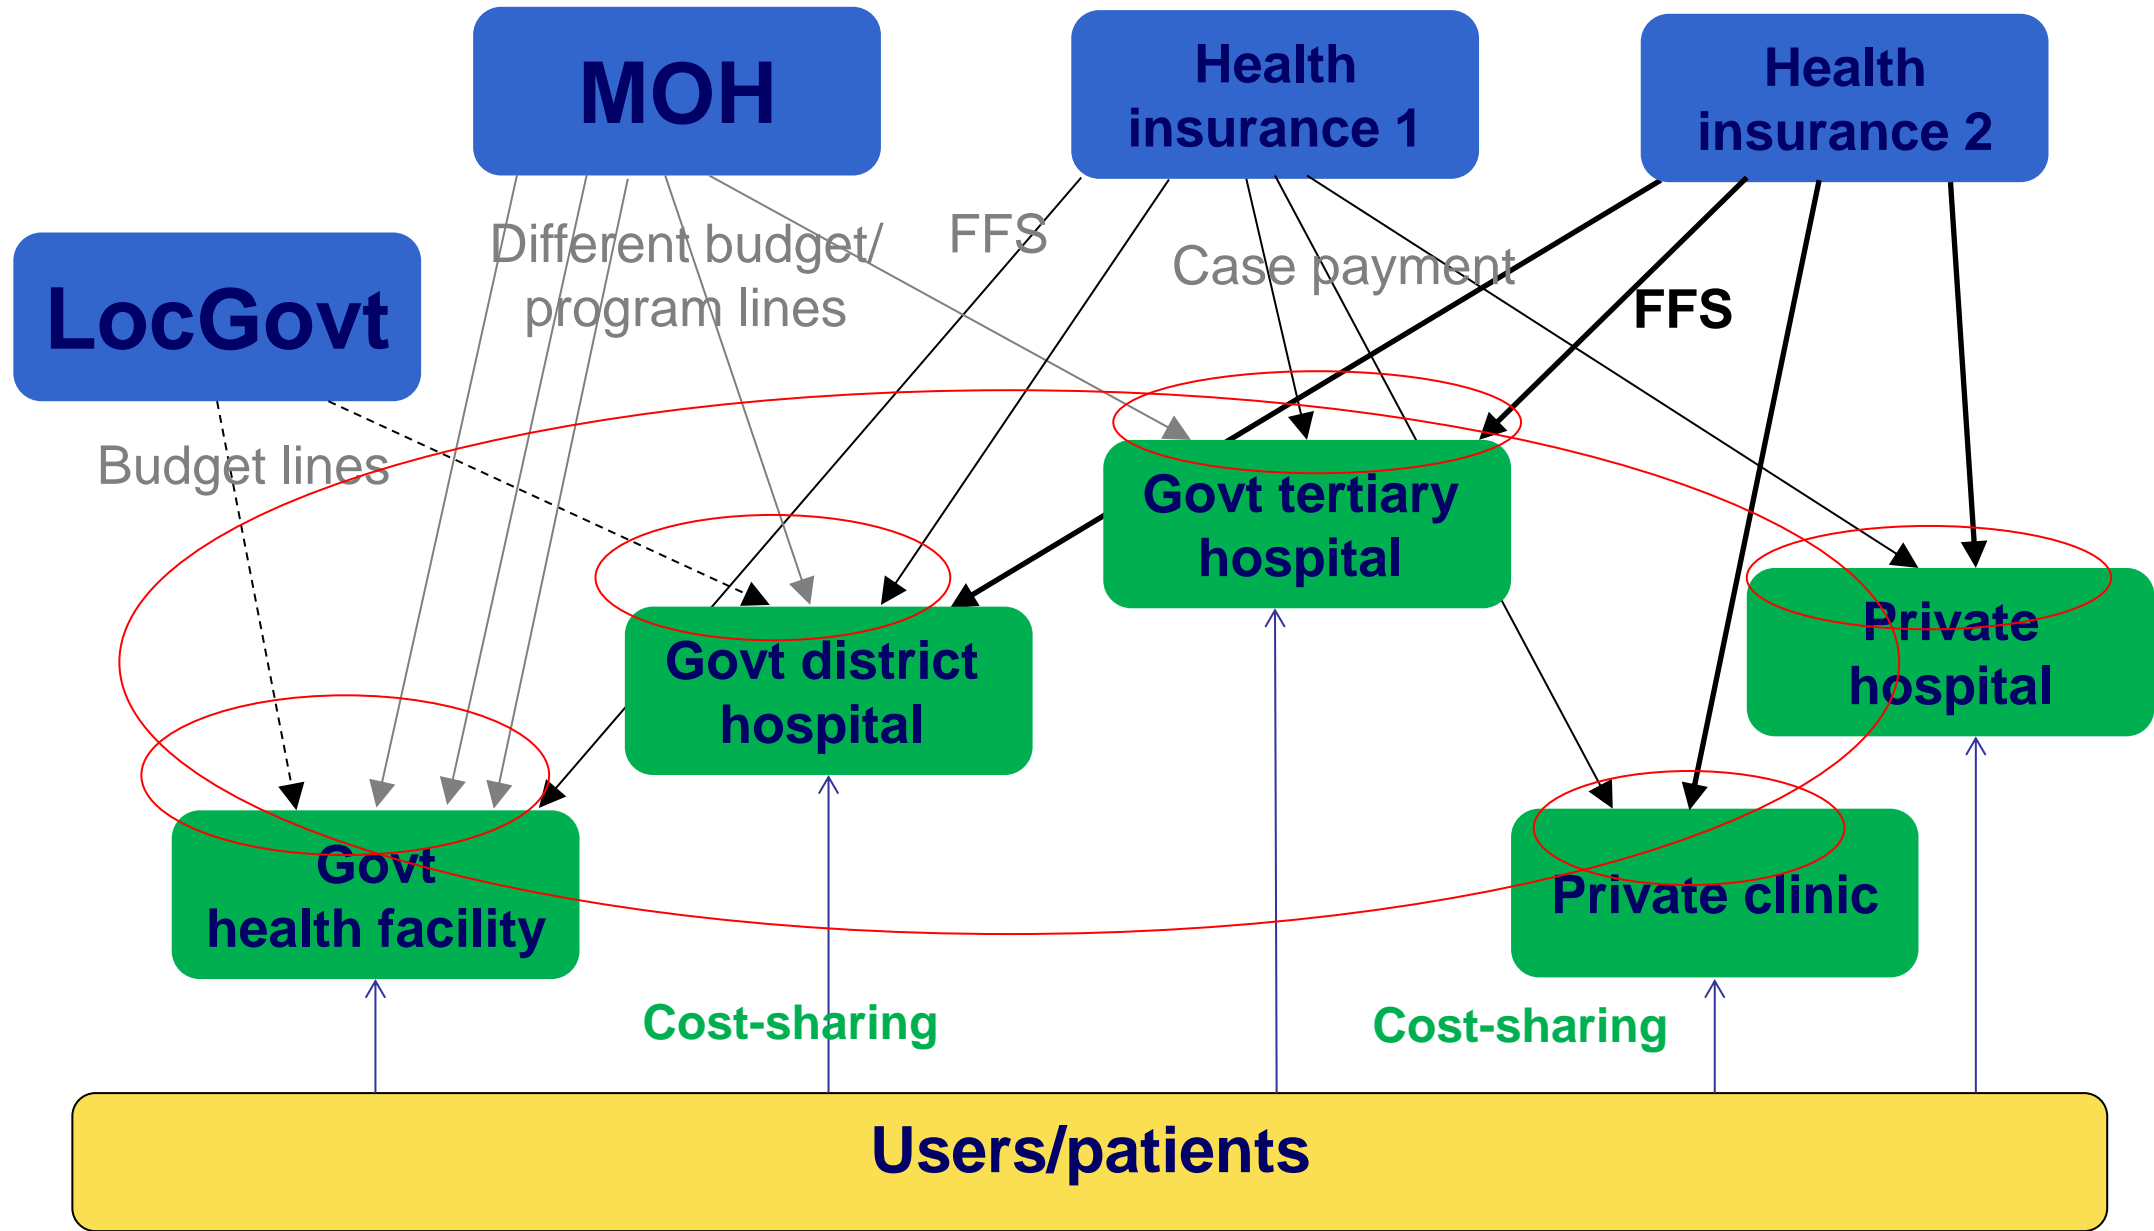 MOH
Health
insurance 1
Health
insurance 2
LocGovt
Different budget/
program lines
FFS
Case payment
FFS
Budget lines
Govt tertiary
hospital
Govt district
hospital
Private
hospital
Govt
health facility
Private clinic
Cost-sharing
Cost-sharing
Users/patients